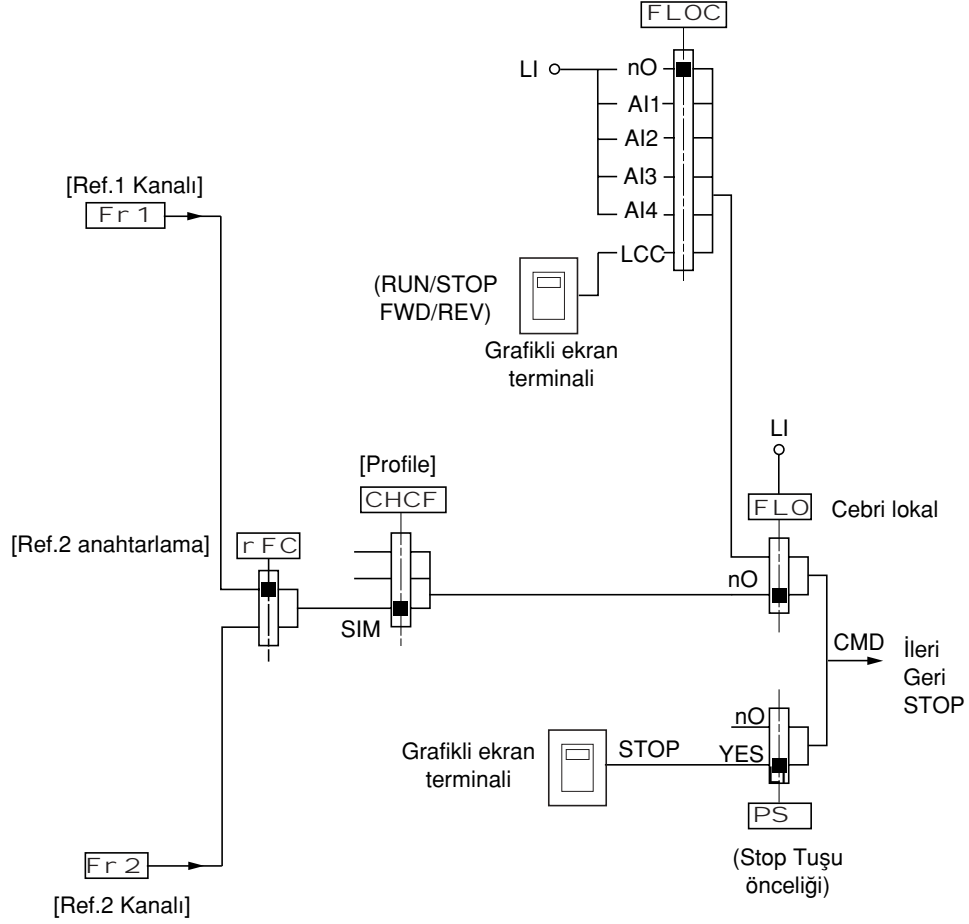 FLOC
LI
nO
AI1
AI2
AI3
AI4
LCC
[Ref.1 Kanalı]
Fr1
(RUN/STOP
FWD/REV)
Grafikli ekran
terminali
LI
[Profile]
CHCF
FLO
Cebri lokal
[Ref.2 anahtarlama]
rFC
nO
SIM
CMD
İleri
Geri
STOP
nO
Grafikli ekran
terminali
STOP
YES
PS
(Stop Tuşu
önceliği)
Fr2
[Ref.2 Kanalı]